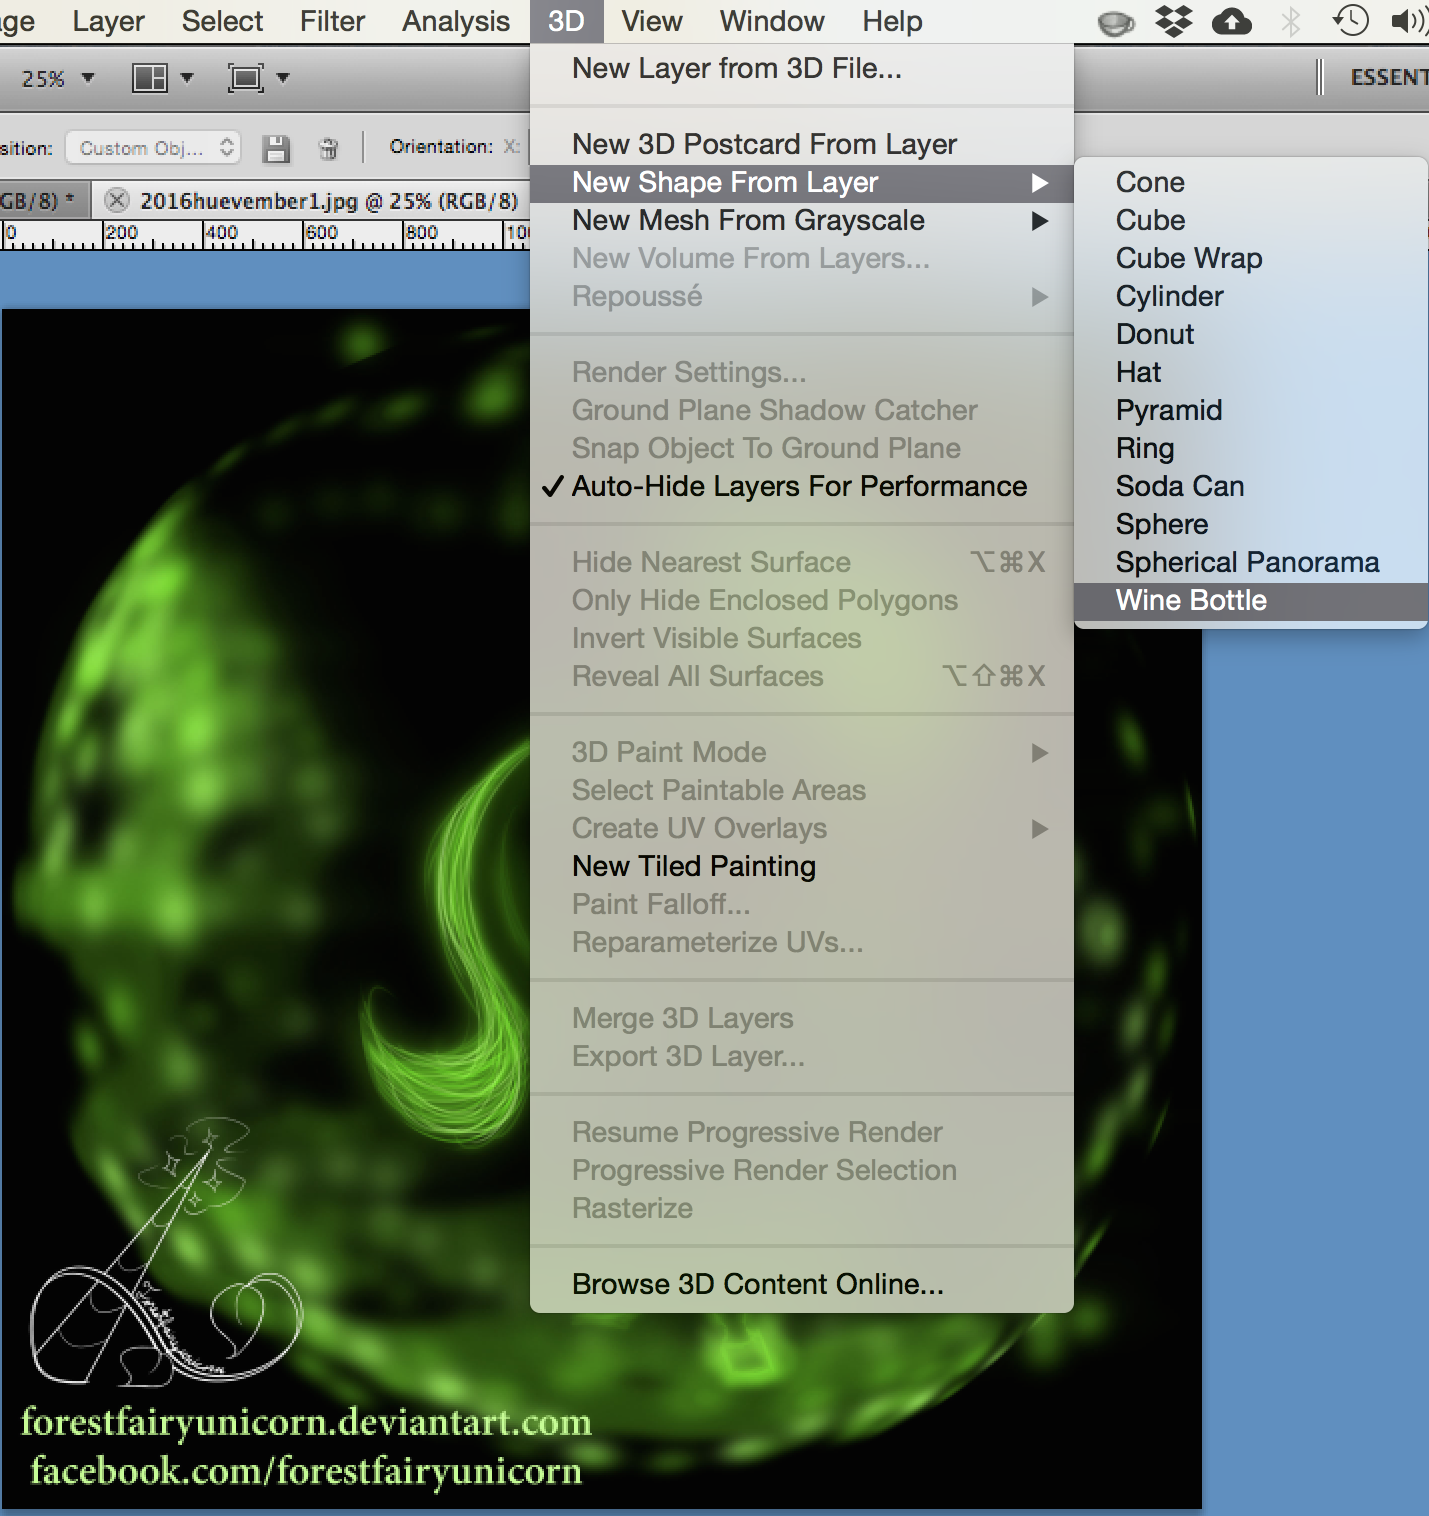 Layer Select Filter Analysis 3D View Window Help
25%
Custom Obj... Orientation: X:
GB/8) * 2016huevember1.jpg @ 25% (RGB/8)
0 200 400 600 800
New Layer from 3D File...
New 3D Postcard From Layer
New Shape From Layer
New Mesh From Grayscale
New Volume From Layers...
Repoussé
Render Settings...
Ground Plane Shadow Catcher
Snap Object To Ground Plane
✓ Auto-Hide Layers For Performance
Hide Nearest Surface ⌥⌘X
Only Hide Enclosed Polygons
Invert Visible Surfaces
Reveal All Surfaces ⌥⇧⌘X
3D Paint Mode
Select Paintable Areas
Create UV Overlays
New Tiled Painting
Paint Falloff...
Reparameterize UVs...
Merge 3D Layers
Export 3D Layer...
Resume Progressive Render
Progressive Render Selection
Rasterize
Browse 3D Content Online...
Cone
Cube
Cube Wrap
Cylinder
Donut
Hat
Pyramid
Ring
Soda Can
Sphere
Spherical Panorama
Wine Bottle
forestfairyunicorn.deviantart.com
facebook.com/forestfairyunicorn